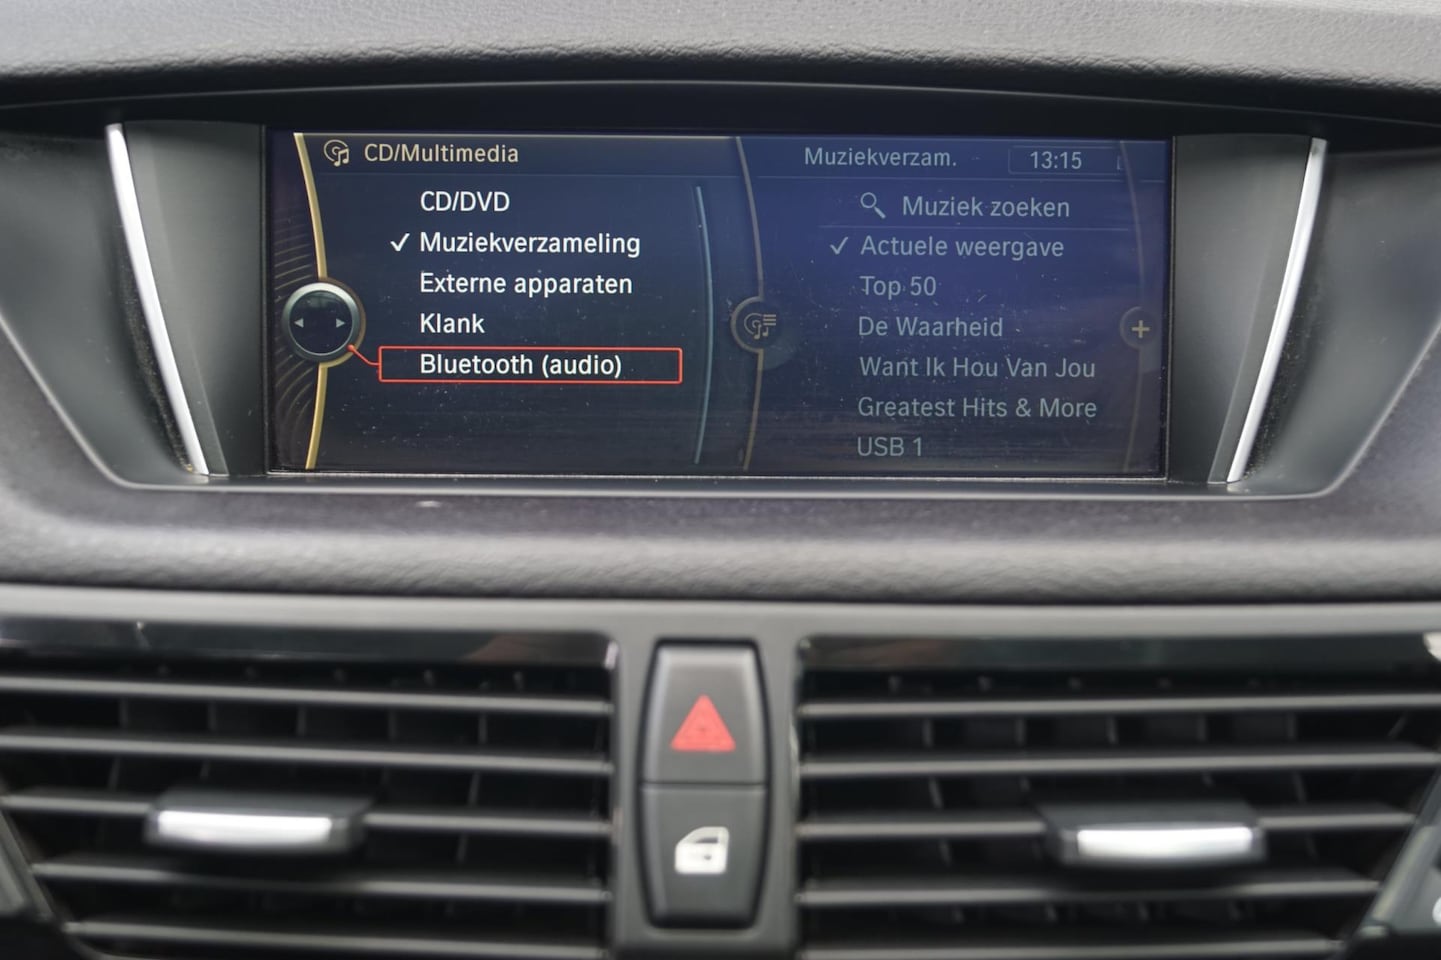 CD/Multimedia
CD/DVD
Muziekverzameling
Externe apparaten
Klank
Bluetooth (audio)
Muziekverzam. 13:15
Muziek zoeken
Actuele weergave
Top 50
De Waarheid
Want Ik Hou Van Jou
Greatest Hits & More
USB 1